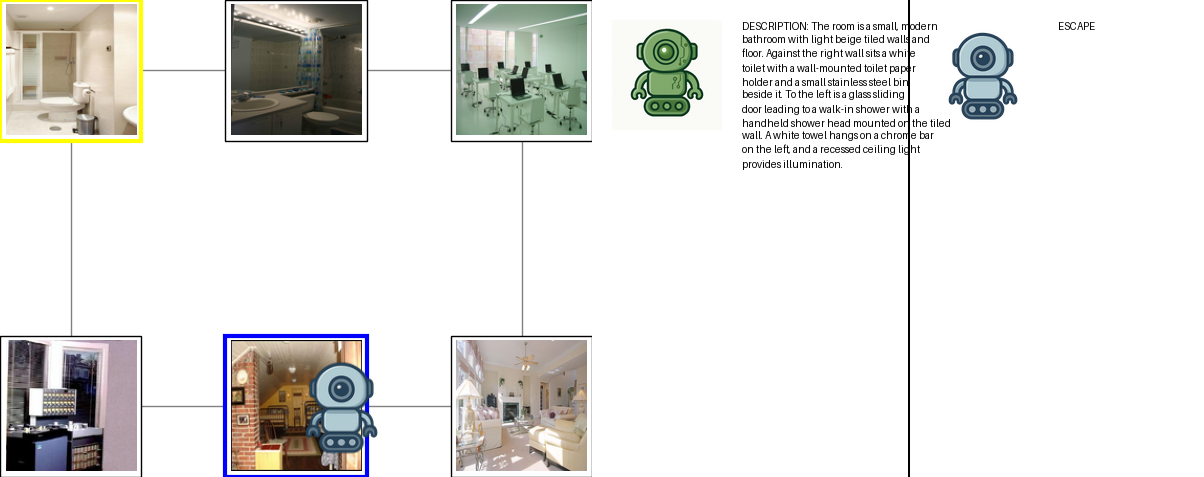 DESCRIPTION: The room is a small, modern
bathroom with light beige tiled walls and
floor. Against the right wall sits a white
toilet with a wall-mounted toilet paper
holder and a small stainless steel bin
beside it. To the left is a glass sliding
door leading to a walk-in shower with a
handheld shower head mounted on the tiled
wall. A white towel hangs on a chrome bar
on the left, and a recessed ceiling light
provides illumination.
ESCAPE